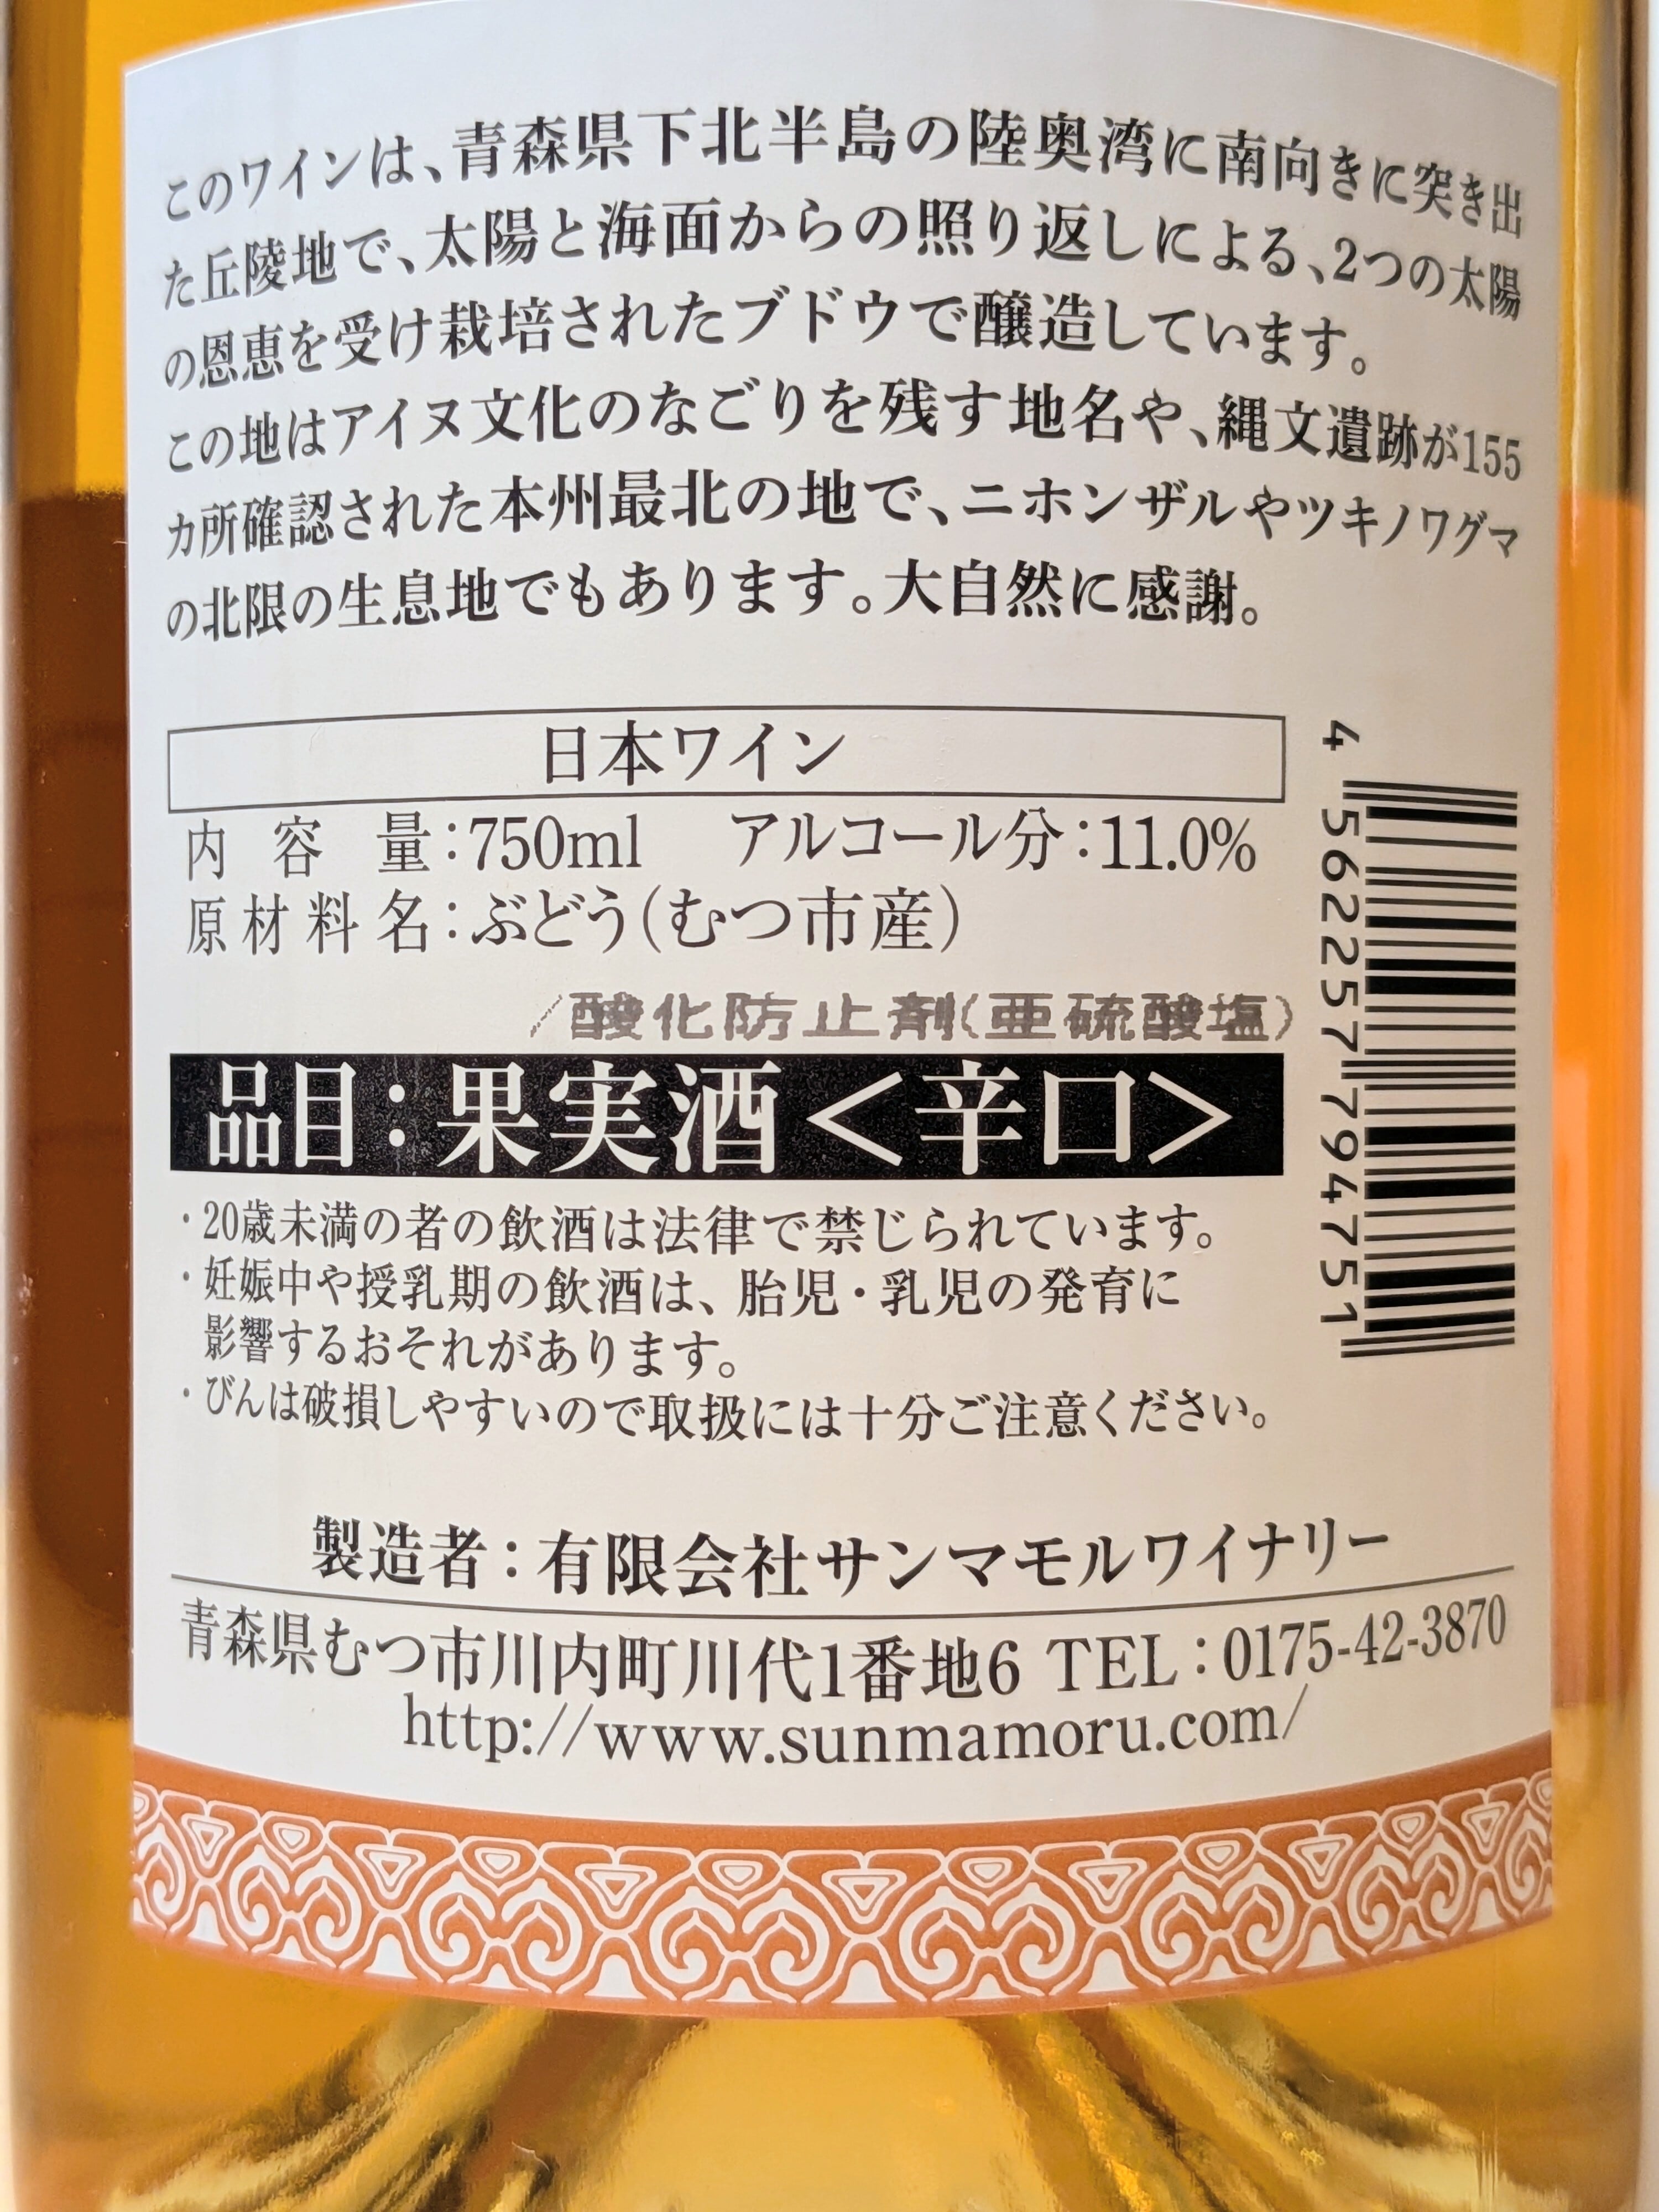 このワインは、青森県下北半島の陸奥湾に南向きに突き出
た丘陵地で、太陽と海面からの照り返しによる、2つの太陽
の恩恵を受け栽培されたブドウで醸造しています。
この地はアイヌ文化のなごりを残す地名や、縄文遺跡が155
カ所確認された本州最北の地で、ニホンザルやツキノワグマ
の北限の生息地でもあります。大自然に感謝。
日本ワイン
内容量：750ml アルコール分：11.0%
原材料名：ぶどう(むつ市産)
/酸化防止剤(亜硫酸塩)
品目：果実酒＜辛口＞
・20歳未満の者の飲酒は法律で禁じられています。
・妊娠中や授乳期の飲酒は、胎児・乳児の発育に
影響するおそれがあります。
・びんは破損しやすいので取扱には十分ご注意ください。
4 562257 794751
製造者：有限会社サンマモルワイナリー
青森県むつ市川内町川代1番地6 TEL：0175-42-3870
http://www.sunmamoru.com/